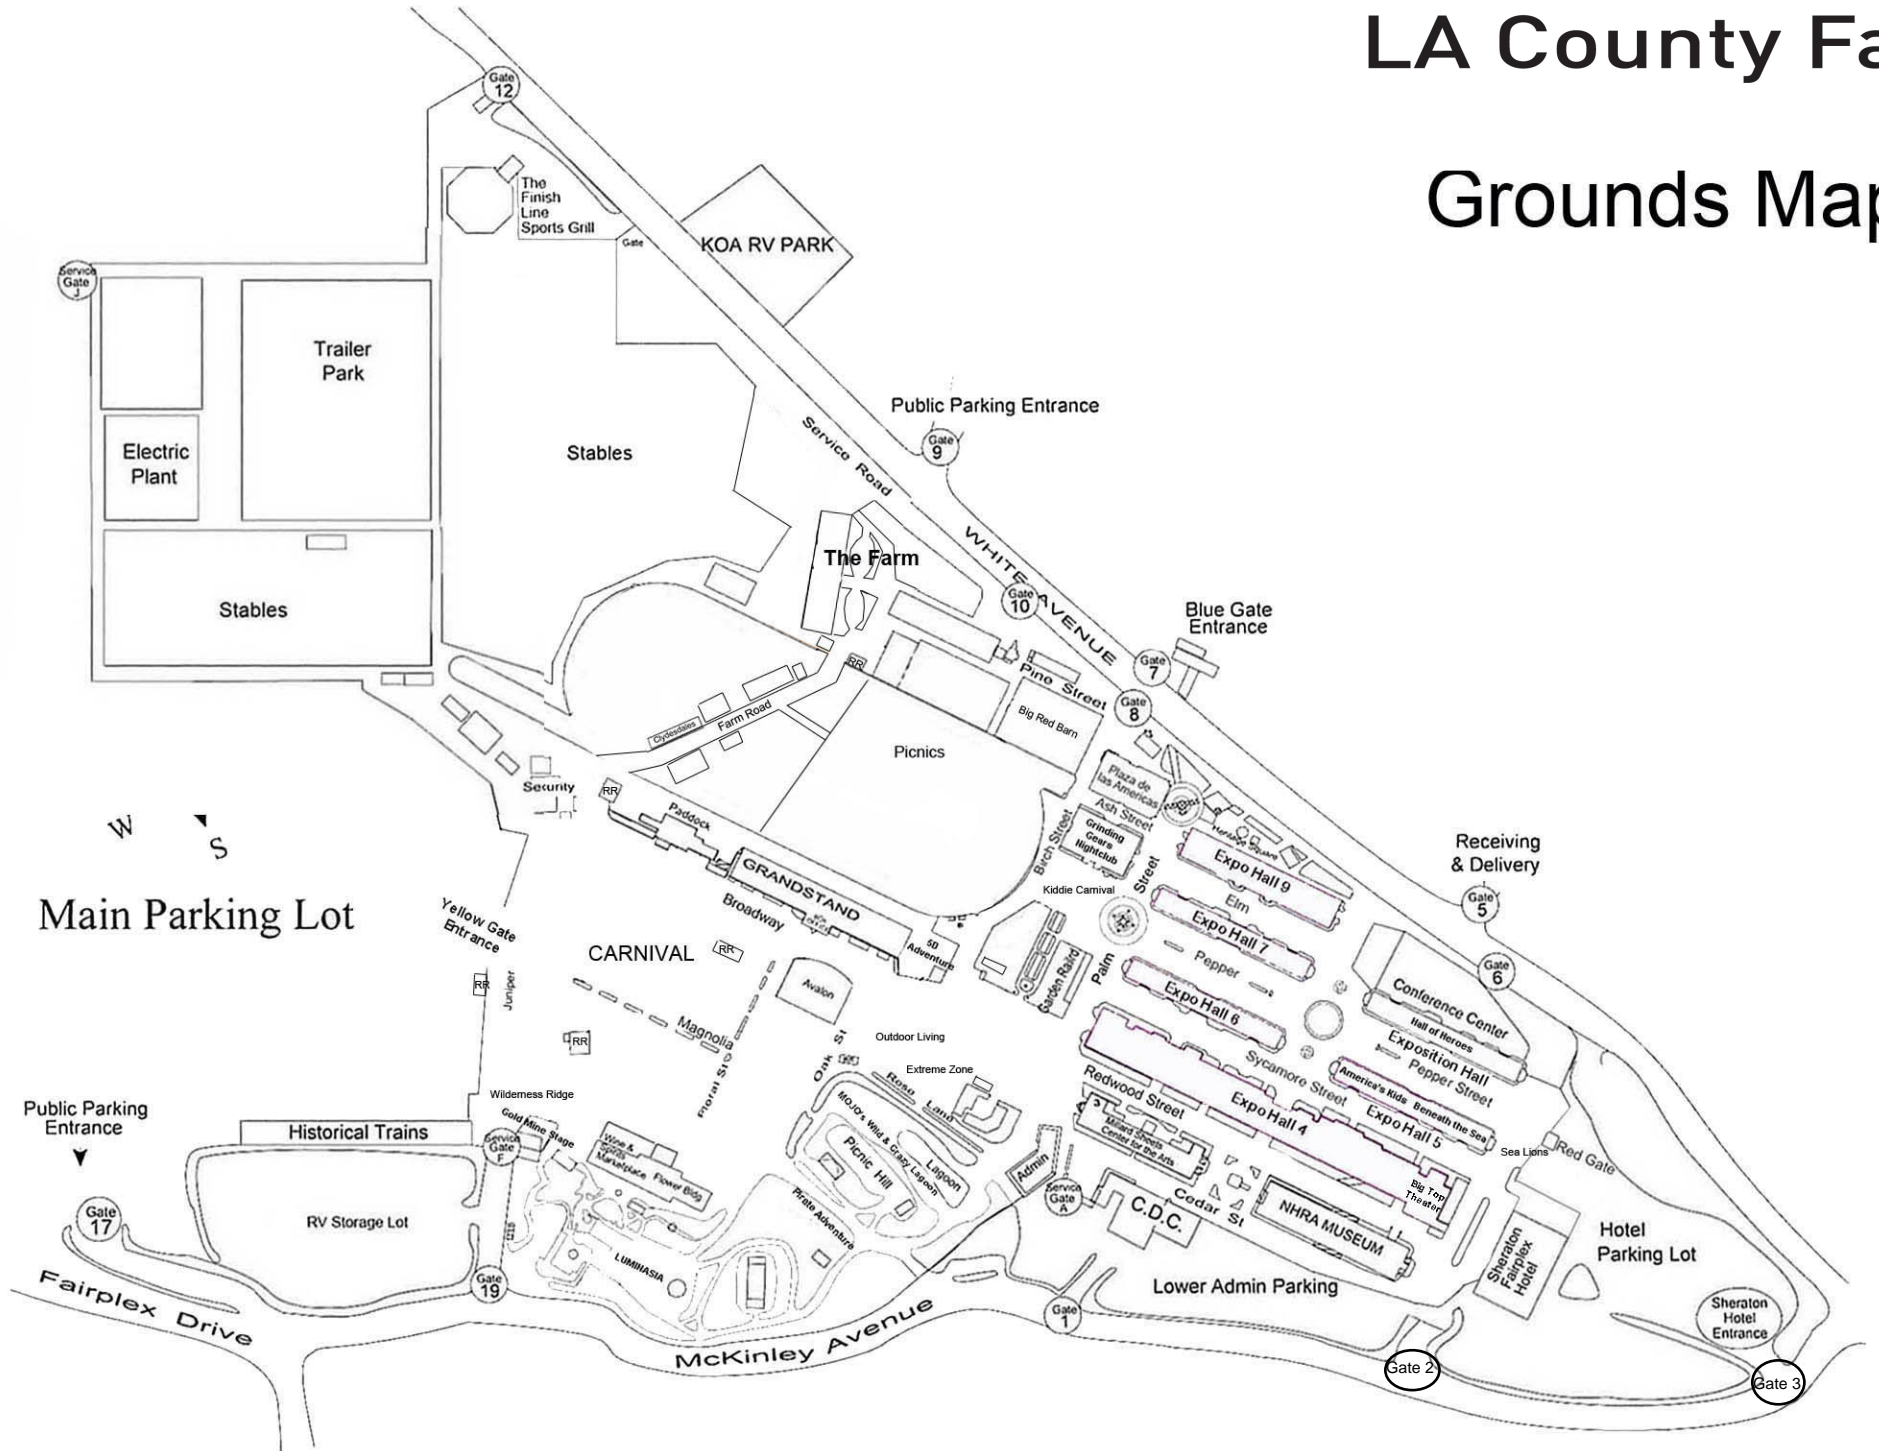 LA County Fa
Grounds Map
Gate
12
The
Finish
Line
Sports Grill
Gate
KOA RV PARK
Service
Gate
J
Trailer
Park
Electric
Plant
Stables
Stables
Public Parking Entrance
Gate
9
Service Road
WHITE AVENUE
The Farm
Gate
10
Blue Gate
Entrance
Gate
7
Gate
8
RR
Pine Street
Big Red Barn
Clydesdales
Farm Road
Picnics
Plaza de
las Americas
Ash Street
Birch Street
Grinding
Gears
Nightclub
Heritage Square
Security
RR
Paddock
GRANDSTAND
Broadway
W
S
Main Parking Lot
Yellow Gate
Entrance
CARNIVAL
RR
5D
Adventure
Kiddie Carnival
Street
Palm
Expo Hall 9
Elm
Expo Hall 7
Pepper
Expo Hall 6
Garden Railrd
Receiving
& Delivery
Gate
5
Gate
6
Conference Center
Hall of Heroes
Exposition Hall
Pepper Street
America's Kids
Beneath the Sea
Expo Hall 5
Sycamore Street
Expo Hall 4
Redwood Street
RR
Juniper
Avalon
Magnolia
RR
Floral St
Oak St
Outdoor Living
Extreme Zone
Rose
Land
Wilderness Ridge
Gold Mine Stage
Service
Gate
F
Historical Trains
Public Parking
Entrance
Gate
17
RV Storage Lot
Gate
19
Fairplex Drive
Wine &
Spirits
Marketplace
Flower Bldg
LUMINASIA
MOJO's Wild & Crazy Lagoon
Lagoon
Picnic Hill
Pirate Adventure
Admin
Service
Gate
A
3
Millard Sheets
Center for the Arts
C.D.C.
Cedar St
NHRA MUSEUM
Big Top
Theater
Sea Lions
Red Gate
Sheraton
Fairplex
Hotel
Hotel
Parking Lot
Lower Admin Parking
Gate
1
McKinley Avenue
Gate 2
Sheraton
Hotel
Entrance
Gate 3